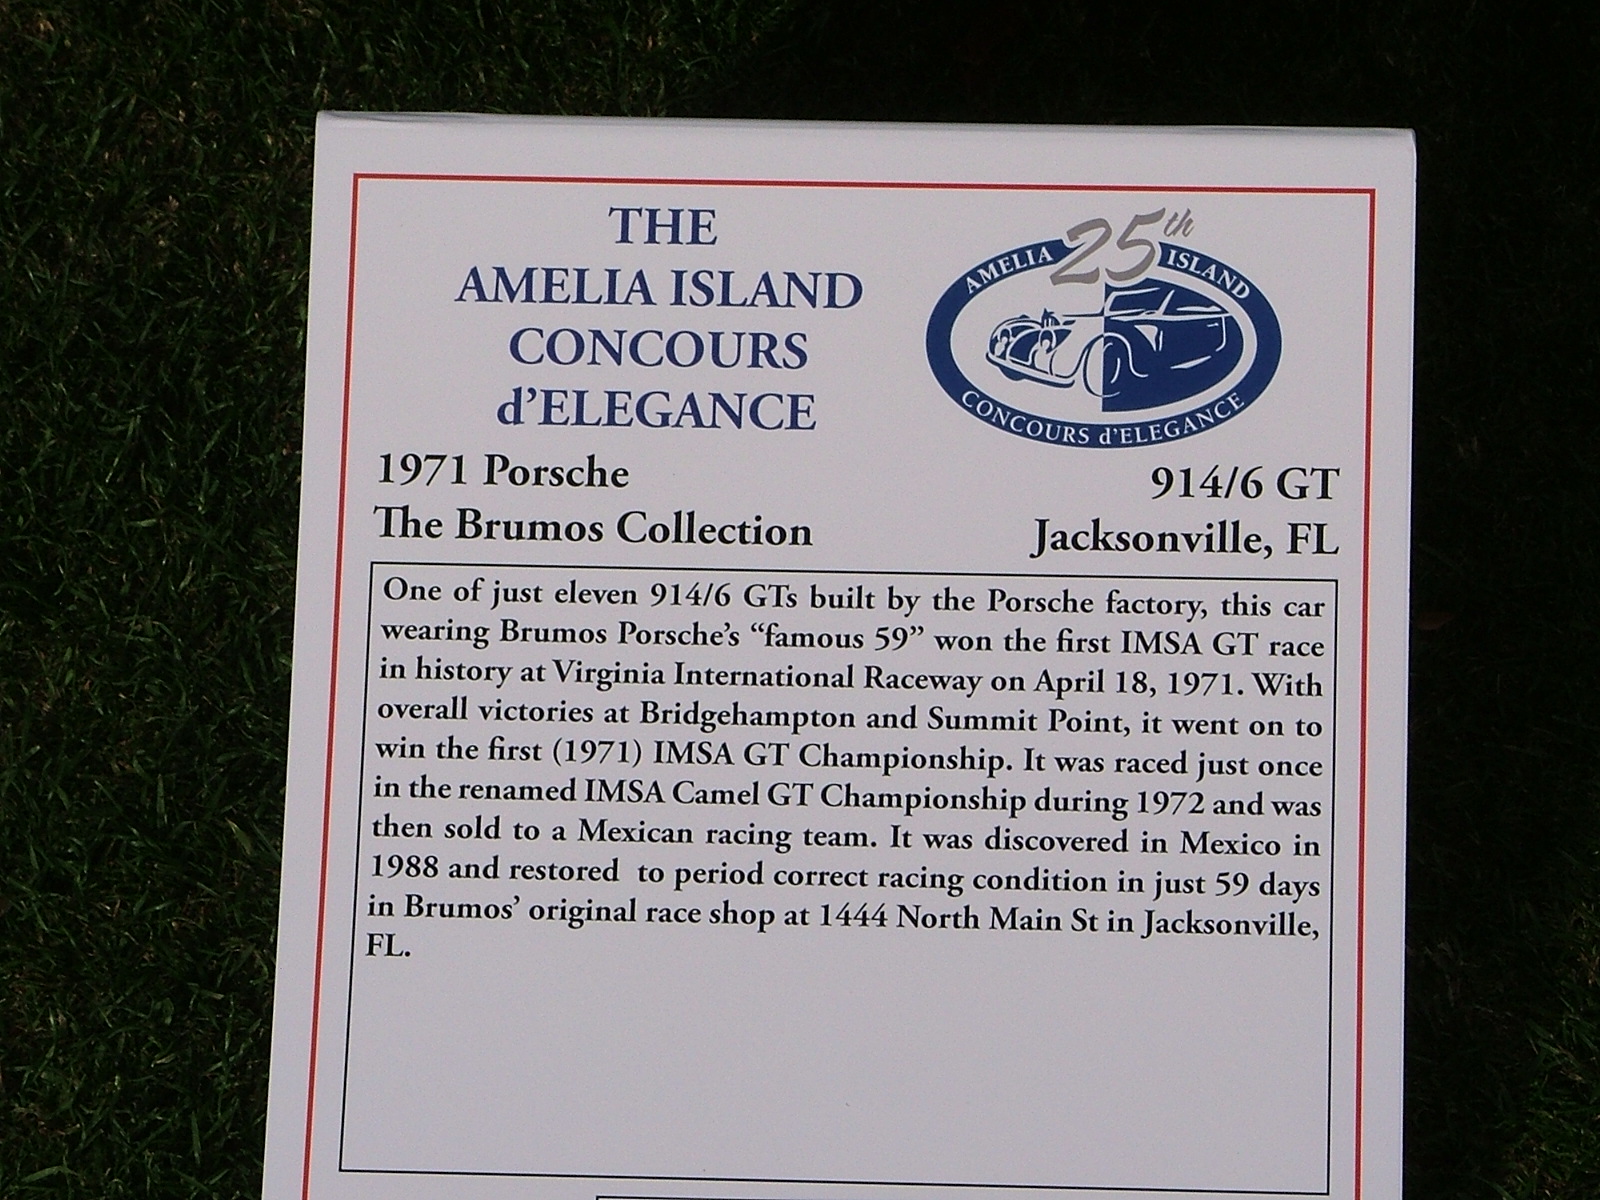 THE
AMELIA ISLAND
CONCOURS
d'ELEGANCE
25th
AMELIA ISLAND
CONCOURS d'ELEGANCE
1971 Porsche 914/6 GT
The Brumos Collection Jacksonville, FL
One of just eleven 914/6 GTs built by the Porsche factory, this car
wearing Brumos Porsche's “famous 59” won the first IMSA GT race
in history at Virginia International Raceway on April 18, 1971. With
overall victories at Bridgehampton and Summit Point, it went on to
win the first (1971) IMSA GT Championship. It was raced just once
in the renamed IMSA Camel GT Championship during 1972 and was
then sold to a Mexican racing team. It was discovered in Mexico in
1988 and restored  to period correct racing condition in just 59 days
in Brumos’ original race shop at 1444 North Main St in Jacksonville,
FL.